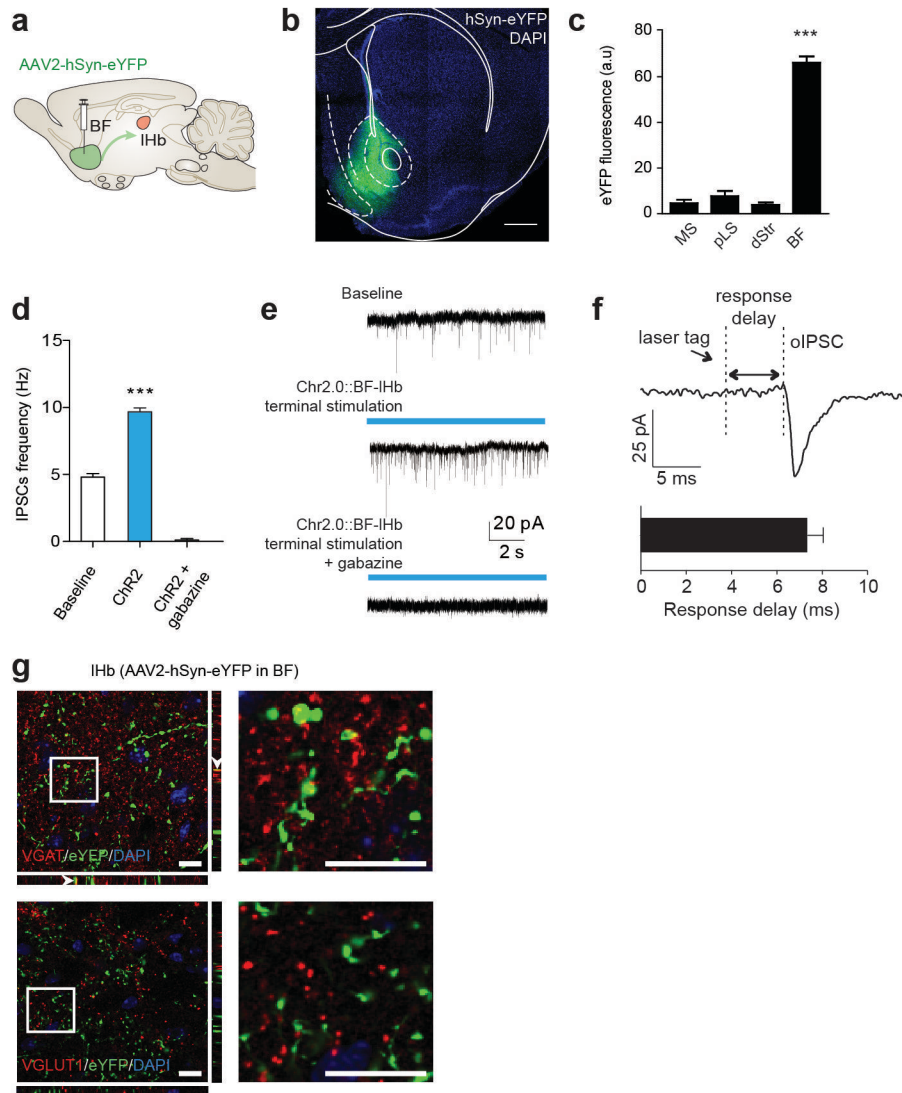 a
AAV2-hSyn-eYFP
BF
lHb
b
hSyn-eYFP
DAPI
c
***
80
60
40
20
0
eYFP fluorescence (a.u)
MS
pLS
dStr
BF
d
15
10
5
0
***
IPSCs frequency (Hz)
Baseline
ChR2
ChR2 +
gabazine
e
Baseline
Chr2.0::BF-lHb
terminal stimulation
Chr2.0::BF-lHb
terminal stimulation
+ gabazine
20 pA
2 s
f
response
delay
laser tag
oIPSC
25 pA
5 ms
0 2 4 6 8 10
Response delay (ms)
g
lHb (AAV2-hSyn-eYFP in BF)
VGAT/eYFP/DAPI
VGLUT1/eYFP/DAPI